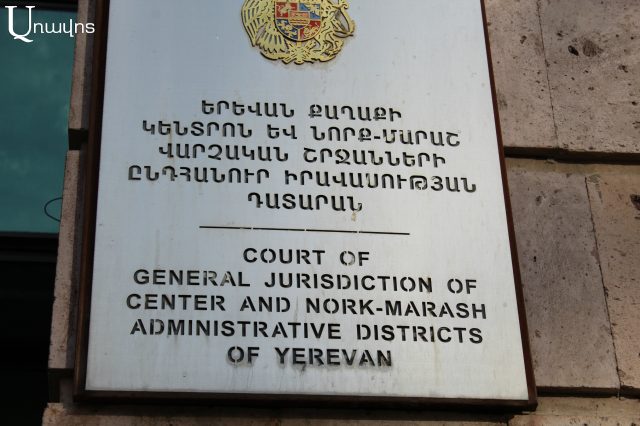 Առավոտ
ԵՐԵՎԱՆ ՔԱՂԱՔԻ
ԿԵՆՏՐՈՆ ԵՎ ՆՈՐՔ-ՄԱՐԱՇ
ՎԱՐՉԱԿԱՆ ՇՐՋԱՆՆԵՐԻ
ԸՆԴՀԱՆՈՒՐ ԻՐԱՎԱՍՈՒԹՅԱՆ
ԴԱՏԱՐԱՆ
COURT OF
GENERAL JURISDICTION OF
CENTER AND NORK-MARASH
ADMINISTRATIVE DISTRICTS
OF YEREVAN